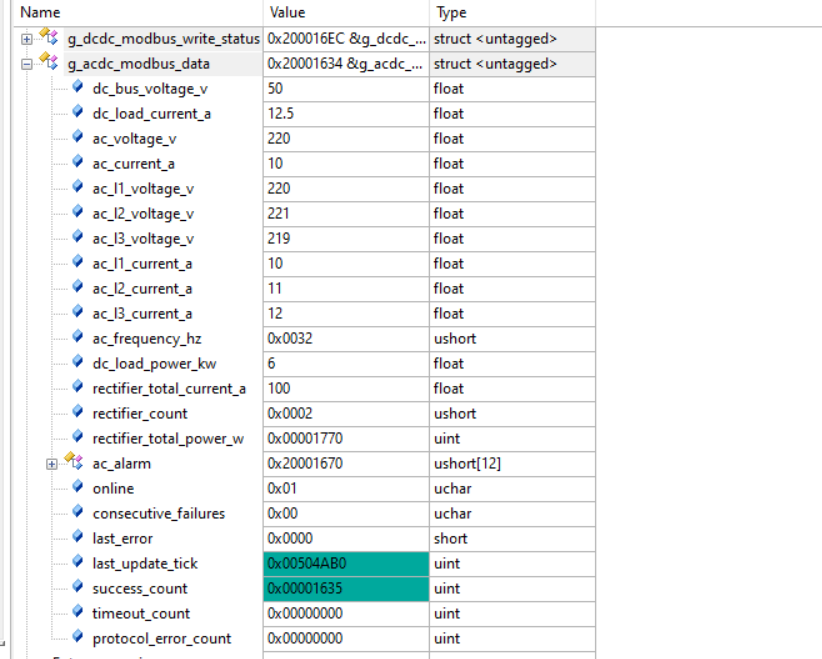 Name Value Type
g_dcdc_modbus_write_status 0x200016EC &g_dcdc_... struct <untagged>
g_acdc_modbus_data 0x20001634 &g_acdc_... struct <untagged>
dc_bus_voltage_v 50 float
dc_load_current_a 12.5 float
ac_voltage_v 220 float
ac_current_a 10 float
ac_l1_voltage_v 220 float
ac_l2_voltage_v 221 float
ac_l3_voltage_v 219 float
ac_l1_current_a 10 float
ac_l2_current_a 11 float
ac_l3_current_a 12 float
ac_frequency_hz 0x0032 ushort
dc_load_power_kw 6 float
rectifier_total_current_a 100 float
rectifier_count 0x0002 ushort
rectifier_total_power_w 0x00001770 uint
ac_alarm 0x20001670 ushort[12]
online 0x01 uchar
consecutive_failures 0x00 uchar
last_error 0x0000 short
last_update_tick 0x00504AB0 uint
success_count 0x00001635 uint
timeout_count 0x00000000 uint
protocol_error_count 0x00000000 uint